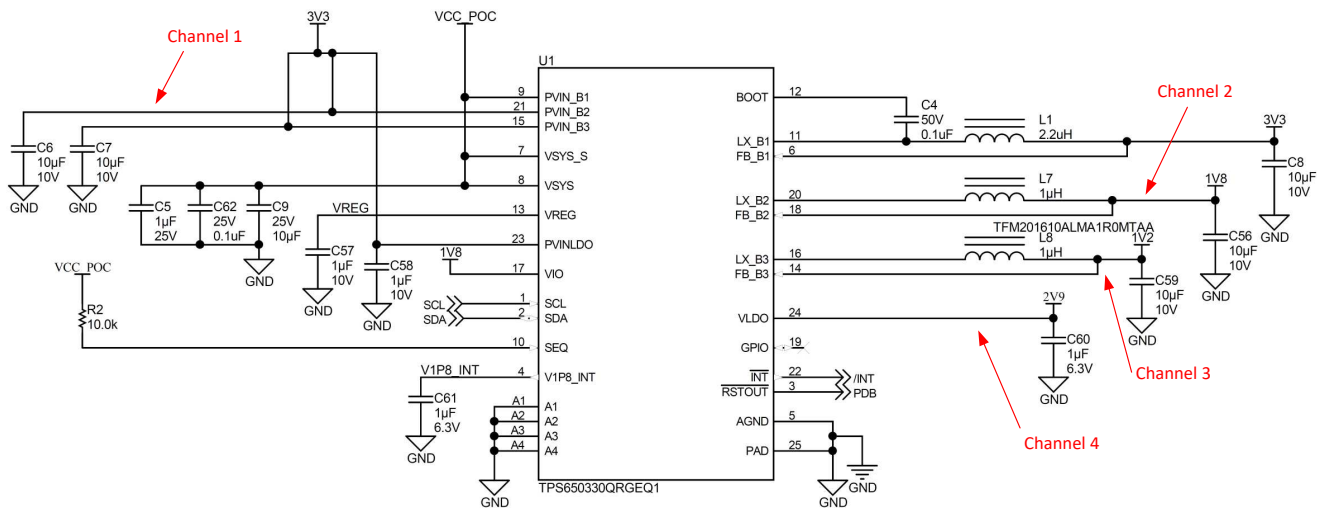 3V3
VCC_POC
Channel 1
U1
9
PVIN_B1
21
PVIN_B2
15
PVIN_B3
7
VSYS_S
8
VSYS
VREG
13
VREG
23
PVINLDO
1V8
17
VIO
SCL
1
SCL
SDA
2
SDA
10
SEQ
V1P8_INT
4
V1P8_INT
A1
A1
A2
A2
A3
A3
A4
A4
C6
10µF
10V
GND
C7
10µF
10V
GND
C5
1µF
25V
C62
25V
0.1uF
C9
25V
10µF
GND
C57
1µF
10V
GND
C58
1µF
10V
GND
VCC_POC
R2
10.0k
C61
1µF
6.3V
GND
GND
TPS650330QRGEQ1
BOOT
12
C4
50V
0.1uF
L1
2.2uH
Channel 2
3V3
LX_B1
11
FB_B1
6
C8
10µF
10V
GND
L7
1µH
1V8
LX_B2
20
FB_B2
18
TFM201610ALMA1R0MTAA
C56
10µF
10V
GND
L8
1µH
1V2
LX_B3
16
FB_B3
14
C59
10µF
10V
GND
2V9
VLDO
24
C60
1µF
6.3V
GND
Channel 3
GPIO
19
INT
22
/INT
RSTOUT
3
PDB
AGND
5
PAD
25
GND
GND
Channel 4